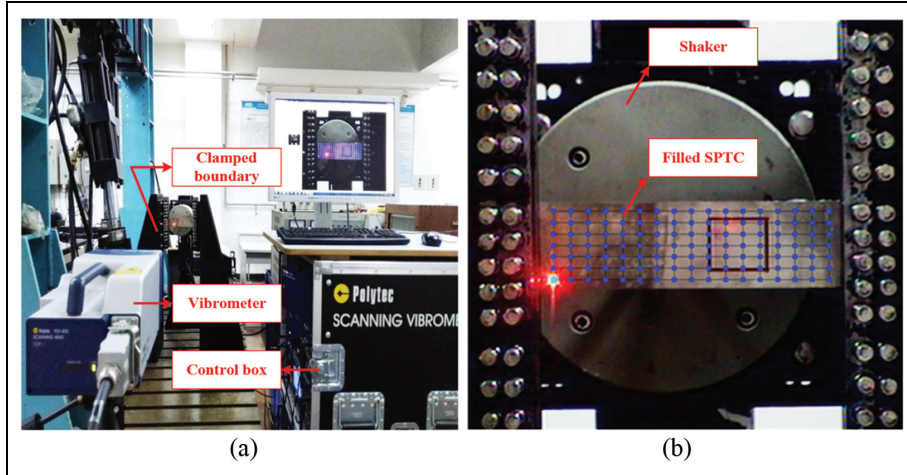 Shaker
Filled SPTC
Clamped
boundary
Vibrometer
Polytec
SCANNING VIBROME
Control box
Polytec
(a)
(b)